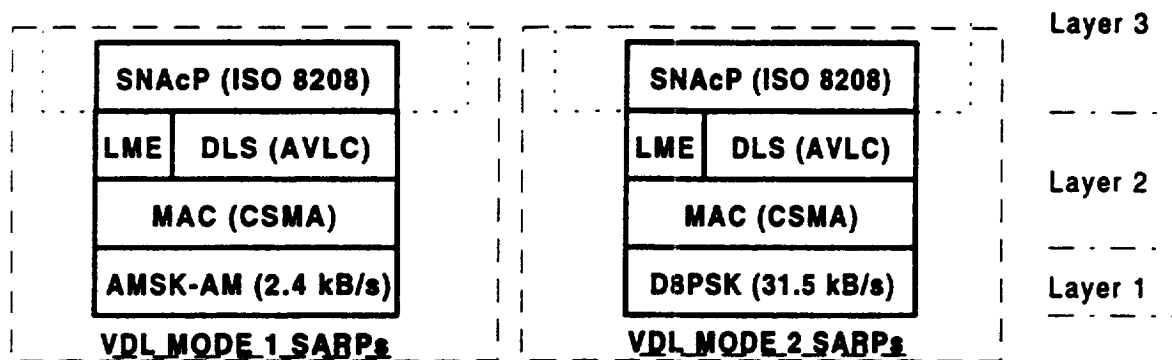 Layer 3
SNAcP (ISO 8208)
SNAcP (ISO 8208)
LME
DLS (AVLC)
LME
DLS (AVLC)
Layer 2
MAC (CSMA)
MAC (CSMA)
AMSK-AM (2.4 kB/s)
D8PSK (31.5 kB/s)
Layer 1
VDL MODE 1 SARPs
VDL MODE 2 SARPs